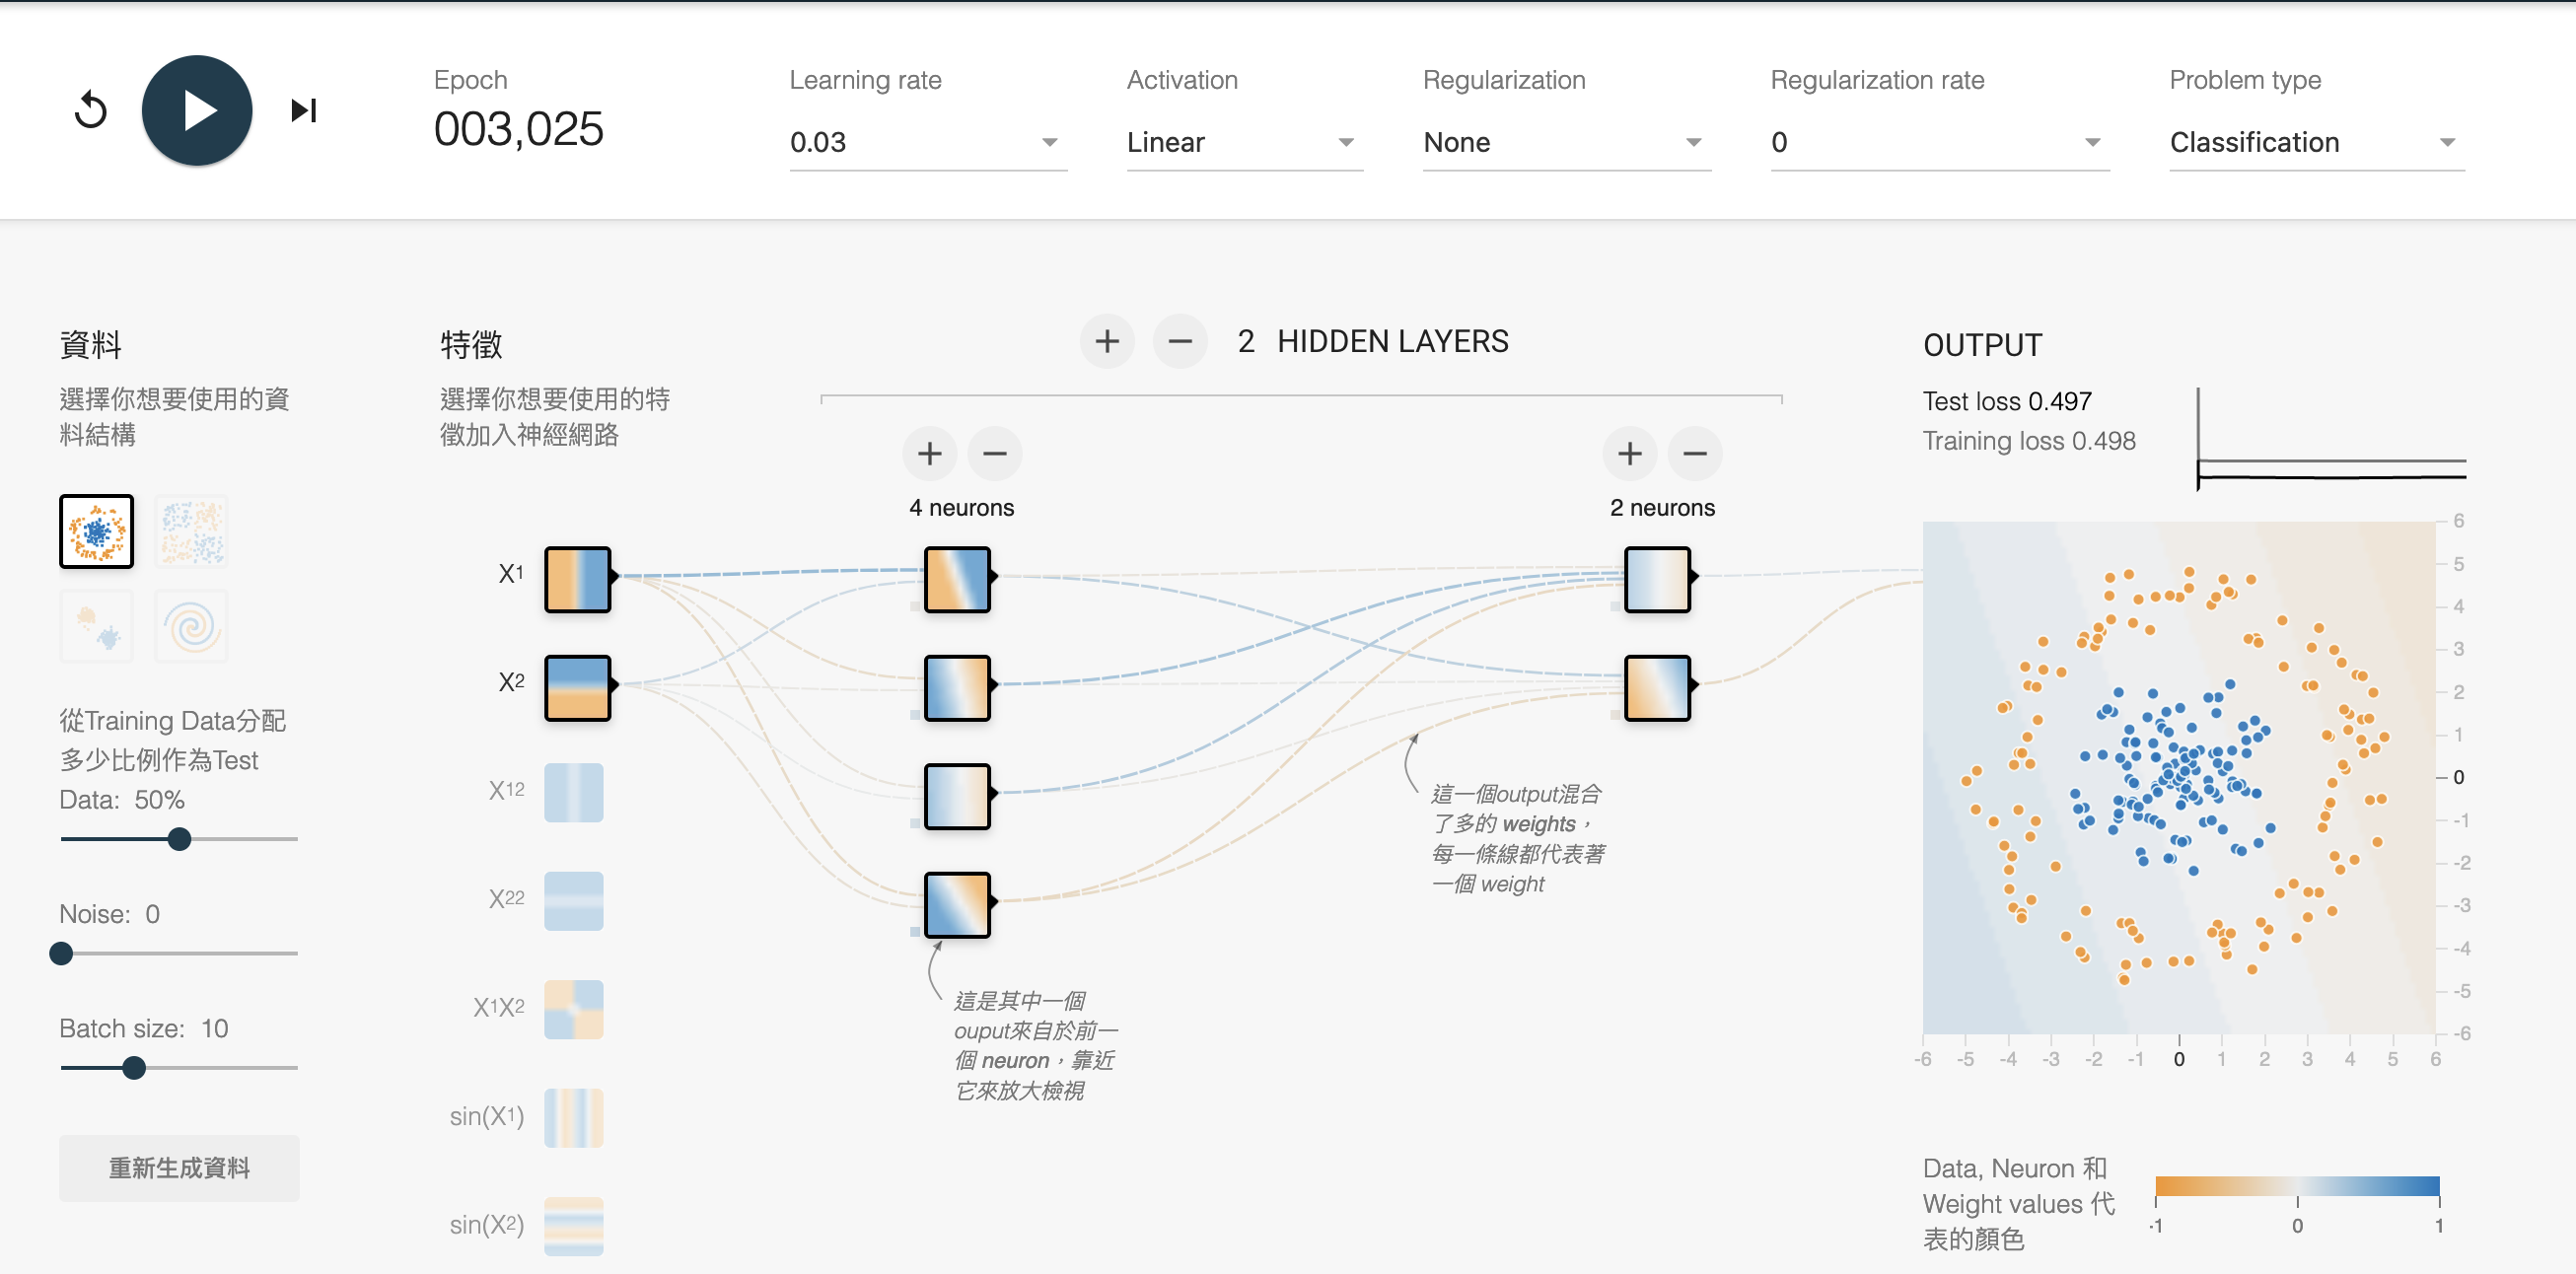 Epoch
003,025
Learning rate
0.03
Activation
Linear
Regularization
None
Regularization rate
0
Problem type
Classification
資料
選擇你想要使用的資
料結構
從Training Data分配
多少比例作為Test
Data: 50%
Noise: 0
Batch size: 10
重新生成資料
特徵
選擇你想要使用的特
徵加入神經網路
X1
X2
X12
X22
X1X2
sin(X1)
sin(X2)
2 HIDDEN LAYERS
4 neurons
2 neurons
這是其中一個
ouput來自於前一
個 neuron，靠近
它來放大檢視
這一個output混合
了多的 weights，
每一條線都代表著
一個 weight
OUTPUT
Test loss 0.497
Training loss 0.498
6
5
4
3
2
1
0
-1
-2
-3
-4
-5
-6
-6 -5 -4 -3 -2 -1 0 1 2 3 4 5 6
Data, Neuron 和
Weight values 代
表的顏色
-1 0 1